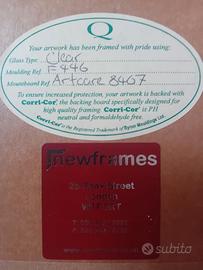 Q
Your artwork has been framed with pride using:
Glass Type: Clear
Moulding Ref: F446
Mountboard Ref: Artcare 8407
To ensure increased protection, your artwork is backed with
Corri-Cor® the backing board specifically designed for
high quality framing. Corri-Cor® is PH
neutral and formaldehyde free.
Corri-Cor® is the Registered Trademark of
newframes
Street
London
subito